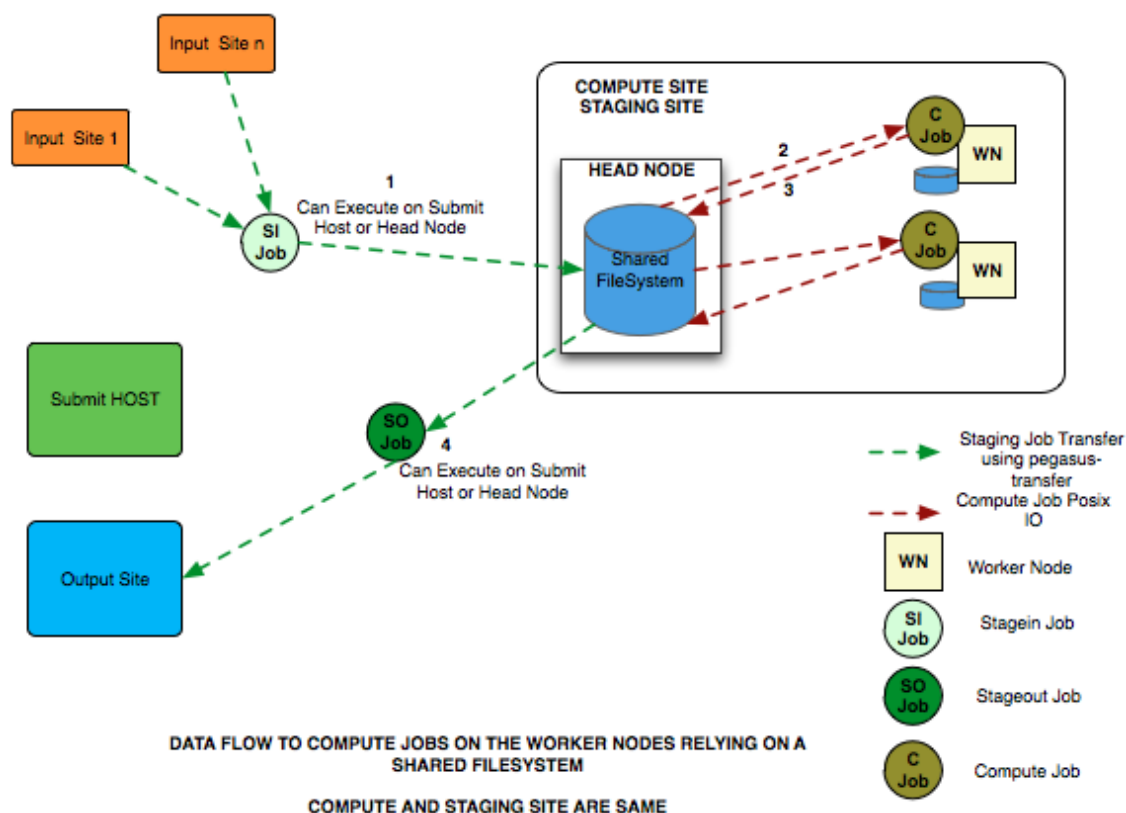 Input Site n
Input Site 1
SI
Job
1
Can Execute on Submit
Host or Head Node
COMPUTE SITE
STAGING SITE
HEAD NODE
Shared
FileSystem
2
3
C
Job
WN
C
Job
WN
Submit HOST
SO
Job
4
Can Execute on Submit
Host or Head Node
Output Site
Staging Job Transfer
using pegasus-
transfer
Compute Job Posix
IO
WN
Worker Node
SI
Job
Stagein Job
SO
Job
Stageout Job
C
Job
Compute Job
DATA FLOW TO COMPUTE JOBS ON THE WORKER NODES RELYING ON A
SHARED FILESYSTEM
COMPUTE AND STAGING SITE ARE SAME